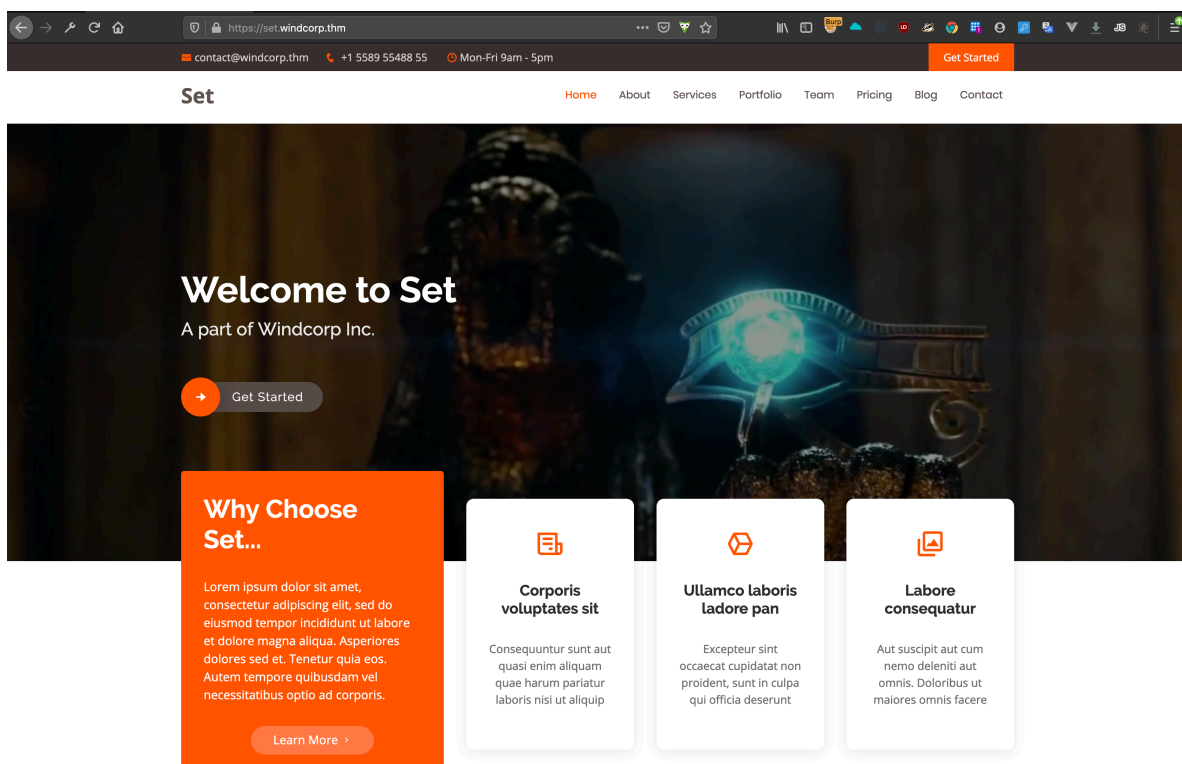 https://set.windcorp.thm
Burp
contact@windcorp.thm +1 5589 55488 55 Mon-Fri 9am - 5pm Get Started
Set Home About Services Portfolio Team Pricing Blog Contact
Welcome to Set
A part of Windcorp Inc.
Get Started
Why Choose
Set...
Lorem ipsum dolor sit amet,
consectetur adipiscing elit, sed do
eiusmod tempor incididunt ut labore
et dolore magna aliqua. Asperiores
dolores sed et. Tenetur quia eos.
Autem tempore quibusdam vel
necessitatibus optio ad corporis.
Learn More
Corporis
voluptates sit
Consequuntur sunt aut
quasi enim aliquam
quae harum pariatur
laboris nisi ut aliquip
Ullamco laboris
ladore pan
Excepteur sint
occaecat cupidatat non
proident, sunt in culpa
qui officia deserunt
Labore
consequatur
Aut suscipit aut cum
nemo deleniti aut
omnis. Doloribus ut
maiores omnis facere